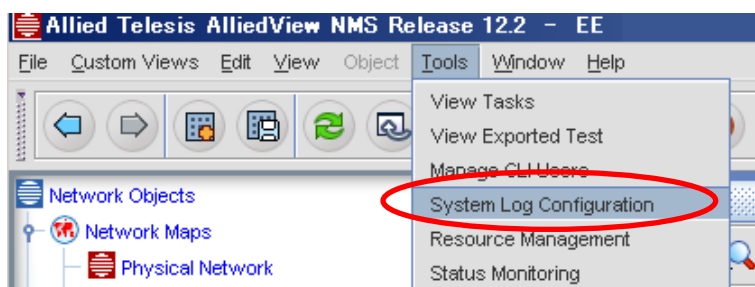 Allied Telesis AlliedView NMS Release 12.2 - EE
File Custom Views Edit View Object Tools Window Help
View Tasks
View Exported Test
Manage CLI Users
System Log Configuration
Resource Management
Status Monitoring
Network Objects
Network Maps
Physical Network